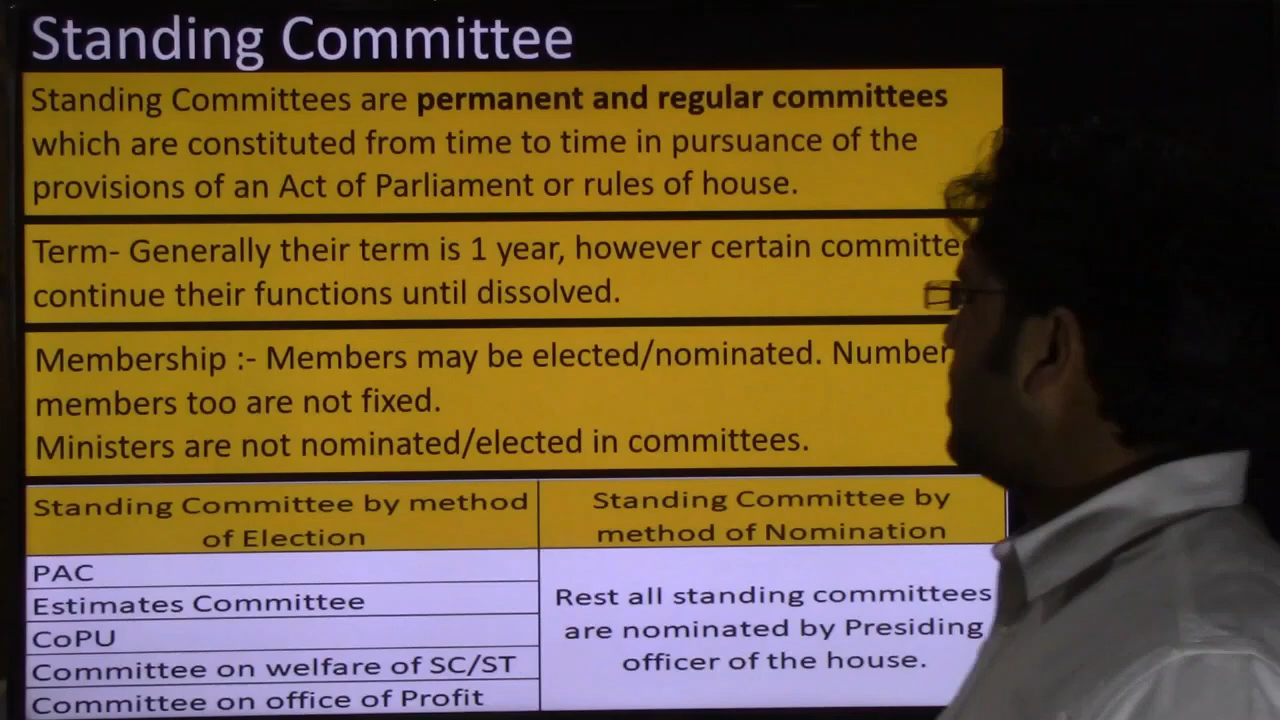 Standing Committee
Standing Committees are permanent and regular committees
which are constituted from time to time in pursuance of the
provisions of an Act of Parliament or rules of house.
Term- Generally their term is 1 year, however certain committe
continue their functions until dissolved.
Membership :- Members may be elected/nominated. Number
members too are not fixed.
Ministers are not nominated/elected in committees.
Standing Committee by method
of Election
Standing Committee by
method of Nomination
PAC
Estimates Committee
CoPU
Committee on welfare of SC/ST
Committee on office of Profit
Rest all standing committees
are nominated by Presiding
officer of the house.